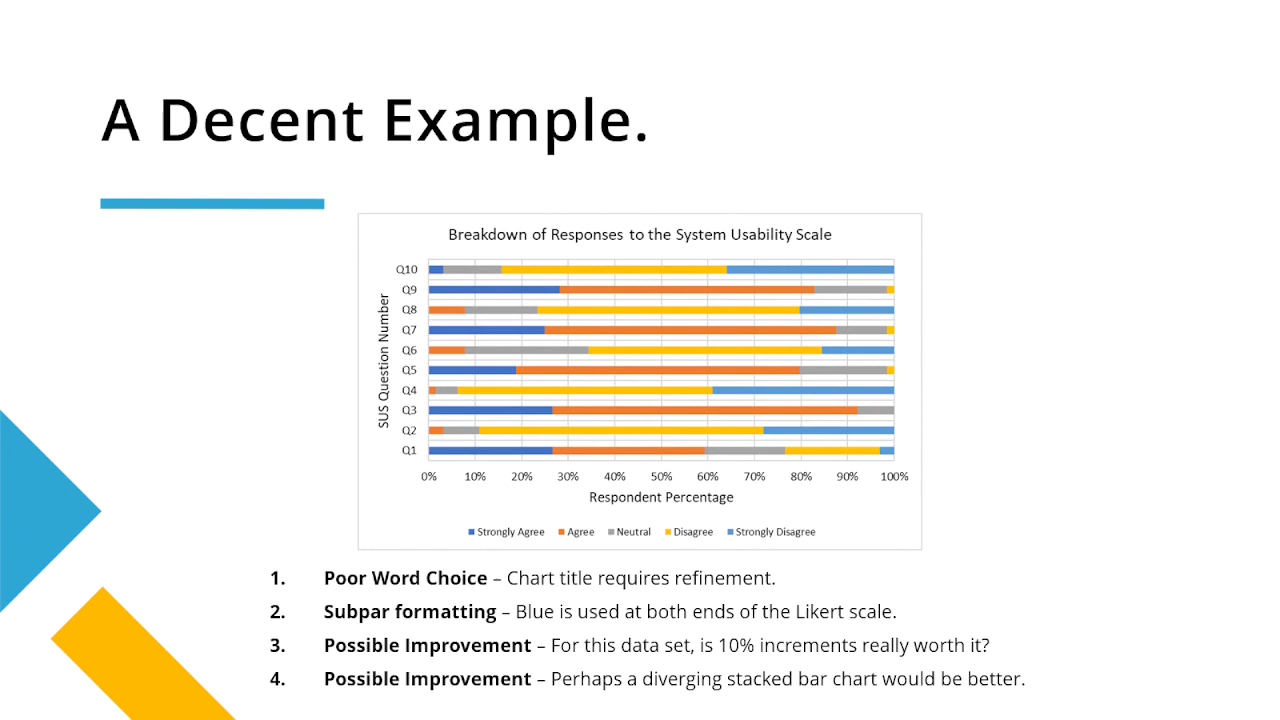 A Decent Example.
Breakdown of Responses to the System Usability Scale
SUS Question Number
Q10
Q9
Q8
Q7
Q6
Q5
Q4
Q3
Q2
Q1
0% 10% 20% 30% 40% 50% 60% 70% 80% 90% 100%
Respondent Percentage
Strongly Agree Agree Neutral Disagree Strongly Disagree
1. Poor Word Choice – Chart title requires refinement.
2. Subpar formatting – Blue is used at both ends of the Likert scale.
3. Possible Improvement – For this data set, is 10% increments really worth it?
4. Possible Improvement – Perhaps a diverging stacked bar chart would be better.